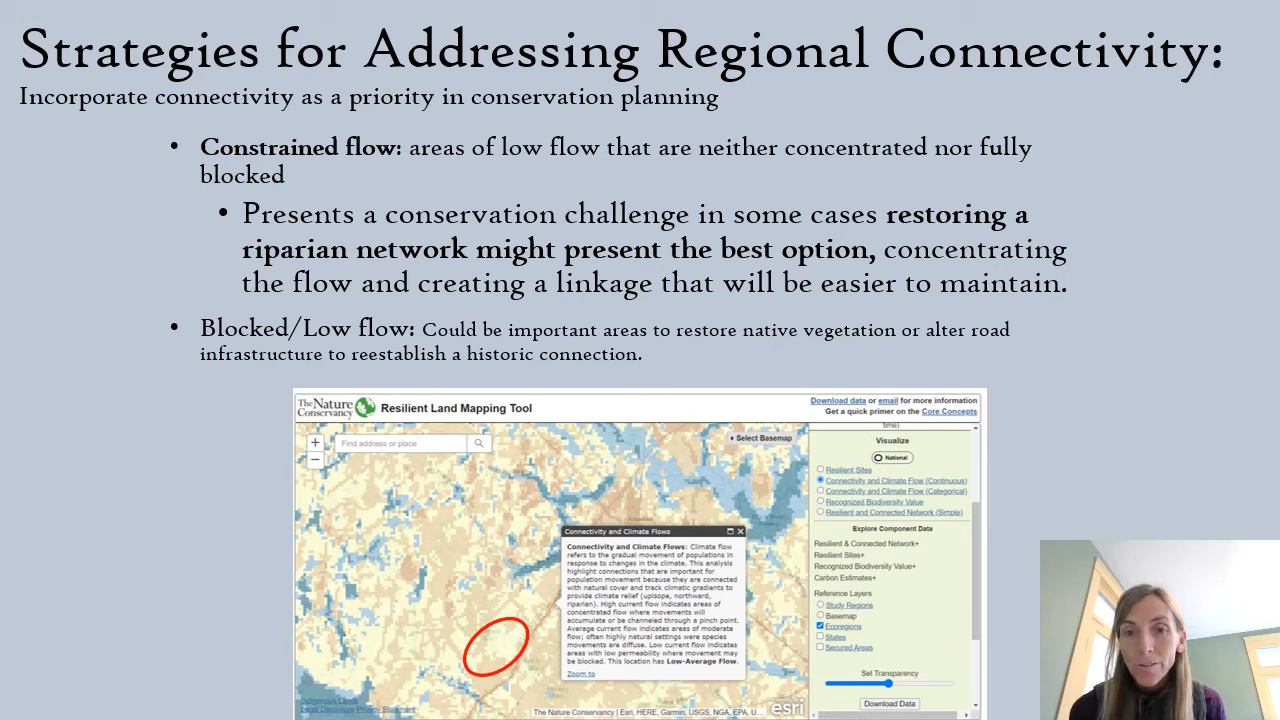 Strategies for Addressing Regional Connectivity:
Incorporate connectivity as a priority in conservation planning
• Constrained flow: areas of low flow that are neither concentrated nor fully
blocked
• Presents a conservation challenge in some cases restoring a
riparian network might present the best option, concentrating
the flow and creating a linkage that will be easier to maintain.
• Blocked/Low flow: Could be important areas to restore native vegetation or alter road
infrastructure to reestablish a historic connection.
The Nature
Conservancy
Resilient Land Mapping Tool
Download data or email for more information
Get a quick primer on the Core Concepts
+
−
Find address or place
Select Basemap
Connectivity and Climate Flows
Connectivity and Climate Flows: Climate flow
refers to the gradual movement of populations in
response to changes in the climate. This analysis
highlight connections that are important for
population movement because they are connected
with natural cover and track climatic gradients to
provide climate relief (upslope, northward,
riparian). High current flow indicates areas of
concentrated flow where movements will
accumulate or be channeled through a pinch point.
Average current flow indicates areas of moderate
flow; often highly natural settings were species
movements are diffuse. Low current flow indicates
areas with low permeability where movement may
be blocked. This location has Low-Average Flow.
Zoom to
time)
Visualize
National
Resilient Sites
Connectivity and Climate Flow (Continuous)
Connectivity and Climate Flow (Categorical)
Recognized Biodiversity Value
Resilient and Connected Network (Simple)
Explore Component Data
Resilient & Connected Network+
Resilient Sites+
Recognized Biodiversity Value+
Carbon Estimates+
Reference Layers
Study Regions
Basemap
Ecoregions
States
Secured Areas
Set Transparency
Download Data
Indigenous Lands
Legal Disclosure Privacy Statement
The Nature Conservancy | Esri, HERE, Garmin, USGS, NGA, EPA, U...
esri